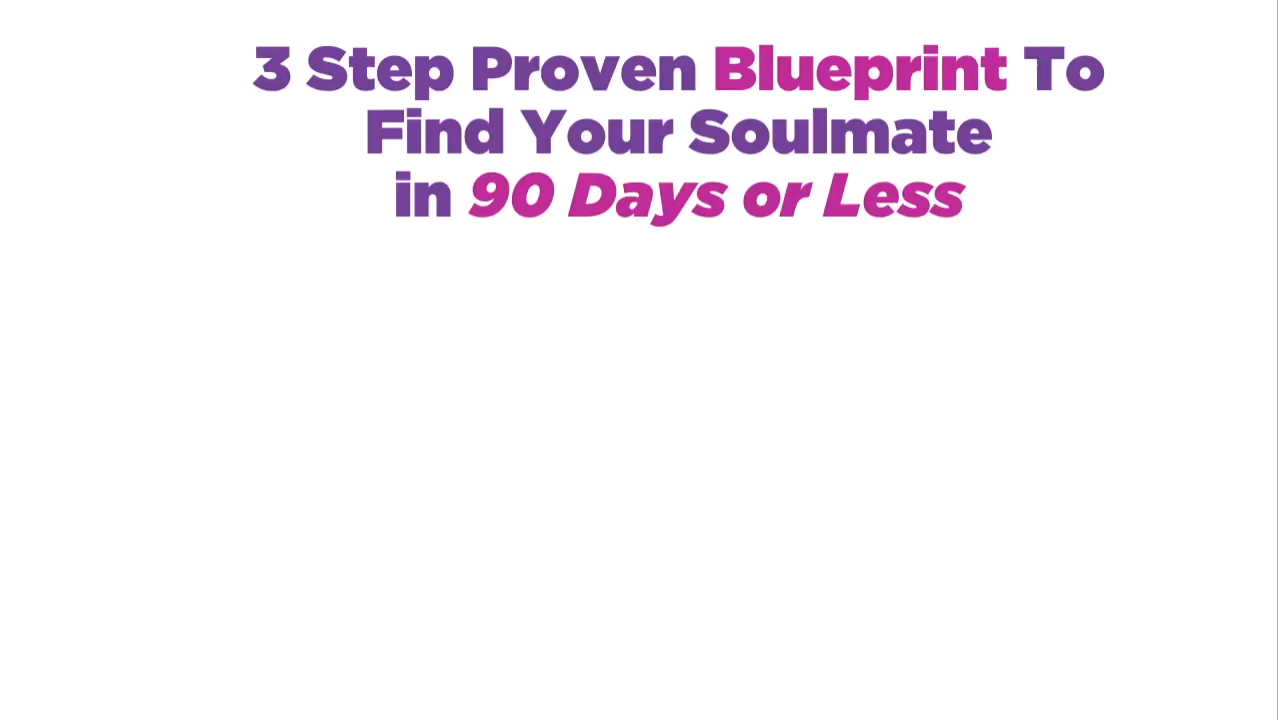 3 Step Proven Blueprint To
Find Your Soulmate
in 90 Days or Less